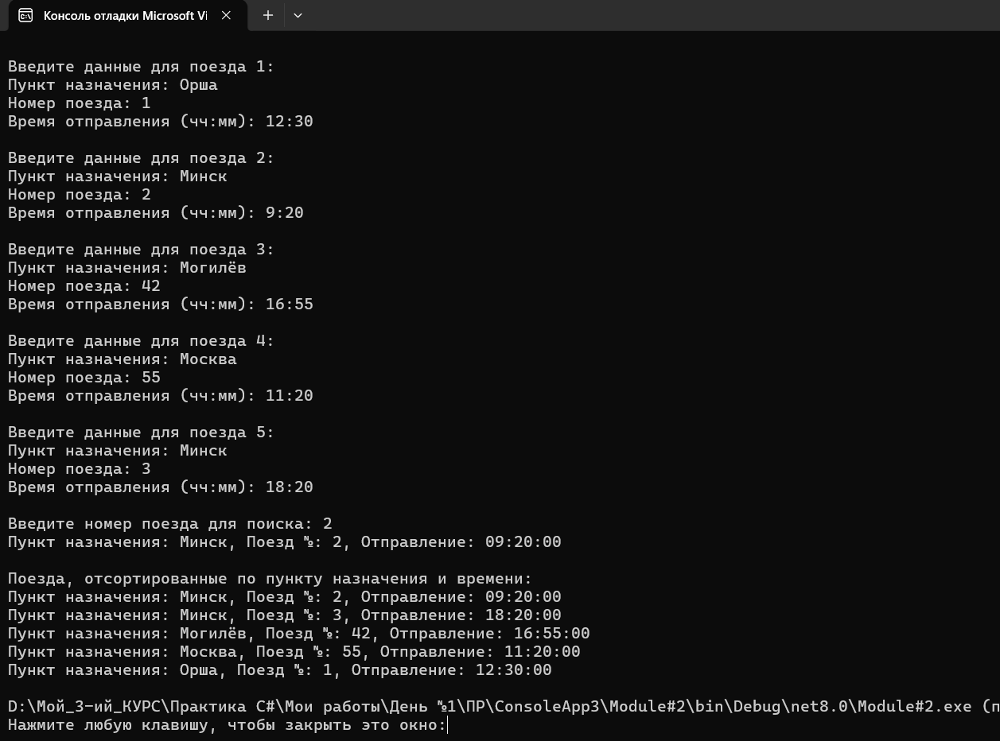 Консоль отладки Microsoft Vi
Введите данные для поезда 1:
Пункт назначения: Орша
Номер поезда: 1
Время отправления (чч:мм): 12:30
Введите данные для поезда 2:
Пункт назначения: Минск
Номер поезда: 2
Время отправления (чч:мм): 9:20
Введите данные для поезда 3:
Пункт назначения: Могилёв
Номер поезда: 42
Время отправления (чч:мм): 16:55
Введите данные для поезда 4:
Пункт назначения: Москва
Номер поезда: 55
Время отправления (чч:мм): 11:20
Введите данные для поезда 5:
Пункт назначения: Минск
Номер поезда: 3
Время отправления (чч:мм): 18:20
Введите номер поезда для поиска: 2
Пункт назначения: Минск, Поезд №: 2, Отправление: 09:20:00
Поезда, отсортированные по пункту назначения и времени:
Пункт назначения: Минск, Поезд №: 2, Отправление: 09:20:00
Пункт назначения: Минск, Поезд №: 3, Отправление: 18:20:00
Пункт назначения: Могилёв, Поезд №: 42, Отправление: 16:55:00
Пункт назначения: Москва, Поезд №: 55, Отправление: 11:20:00
Пункт назначения: Орша, Поезд №: 1, Отправление: 12:30:00
D:\Мой_3-ий_КУРС\Практика C#\Мои работы\День №1\ПР\ConsoleApp3\Module#2\bin\Debug\net8.0\Module#2.exe (п
Нажмите любую клавишу, чтобы закрыть это окно: